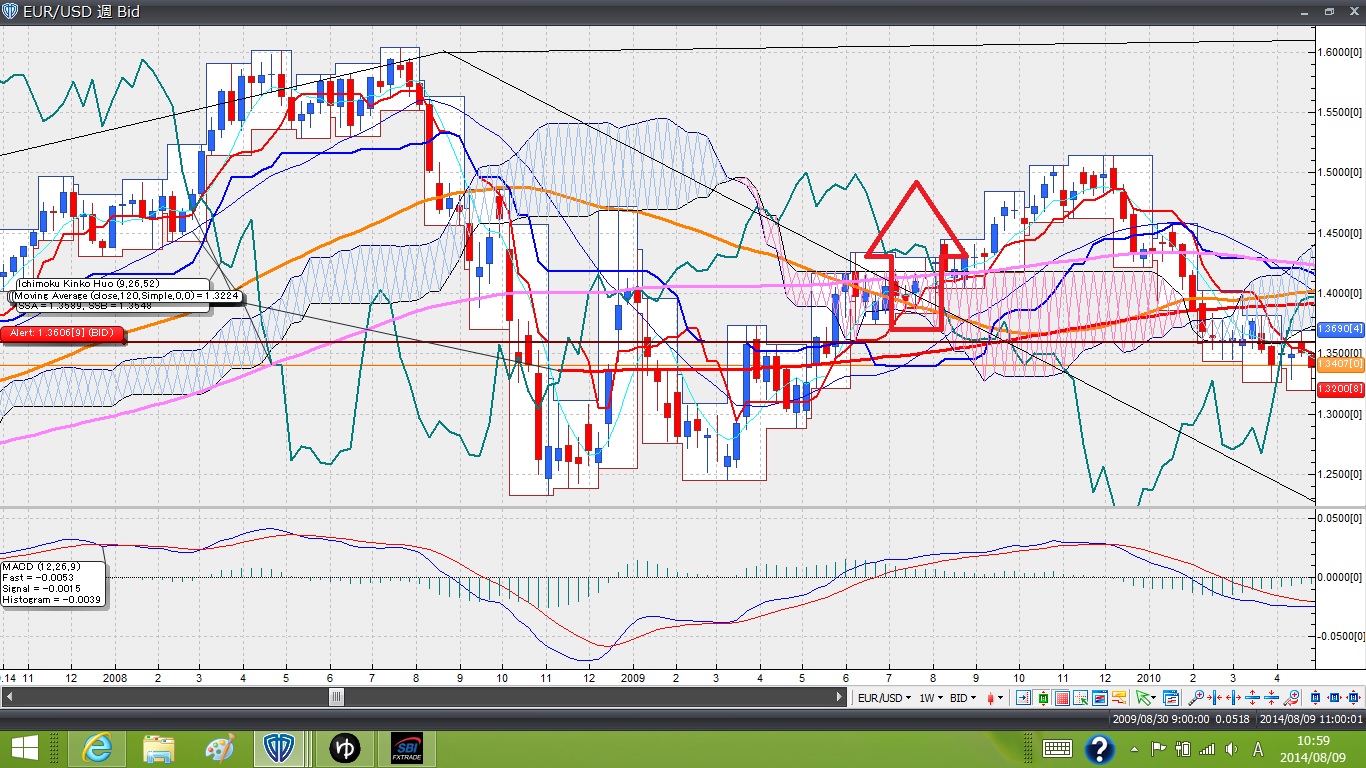 EUR/USD 週 Bid
1.6000[0]
1.5500[0]
1.5000[0]
1.4500[0]
1.4000[0]
1.3690[4]
1.3500[0]
1.3407[0]
1.3200[8]
1.3000[0]
1.2500[0]
Ichimoku Kinko Huo (9,26,52)
Moving Average (close,120,Simple,0,0) = 1.3224
SSA = 1.3589, SSB = 1.3548
Alert: 1.3606[9] (BID)
0.0500[0]
0.0000[0]
-0.0500[0]
MACD (12,26,9)
Fast = -0.0053
Signal = -0.0015
Histogram = -0.0039
.14 11 12 2008 2 3 4 5 6 7 8 9 10 11 12 2009 2 3 4 5 6 7 8 9 10 11 12 2010 2 3 4
EUR/USD 1W BID
2009/08/30 9:00:00 0.0518 2014/08/09 11:00:01
ゆ
SBI
FXTRADE
A
10:59
2014/08/09